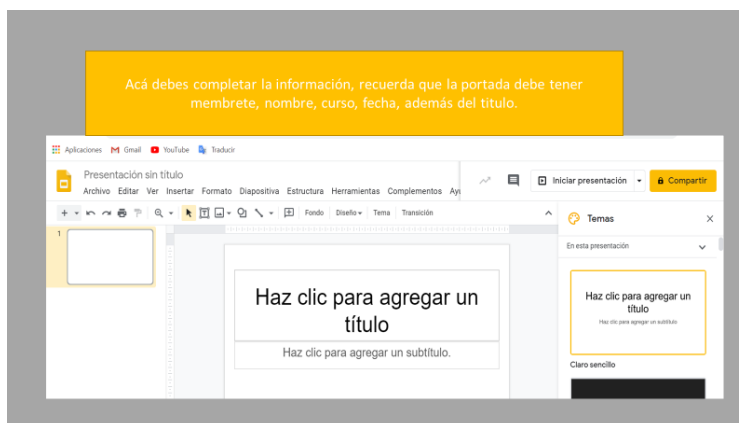 Acá debes completar la información, recuerda que la portada debe tener
membrete, nombre, curso, fecha, además del titulo.
Aplicaciones Gmail YouTube Traducir
Presentación sin título
Archivo Editar Ver Insertar Formato Diapositiva Estructura Herramientas Complementos Ayu
Iniciar presentación
Compartir
Fondo Diseño Tema Transición
Temas
En esta presentación
1
Haz clic para agregar un
título
Haz clic para agregar un subtítulo.
Haz clic para agregar un
título
Haz clic para agregar un subtítulo
Claro sencillo